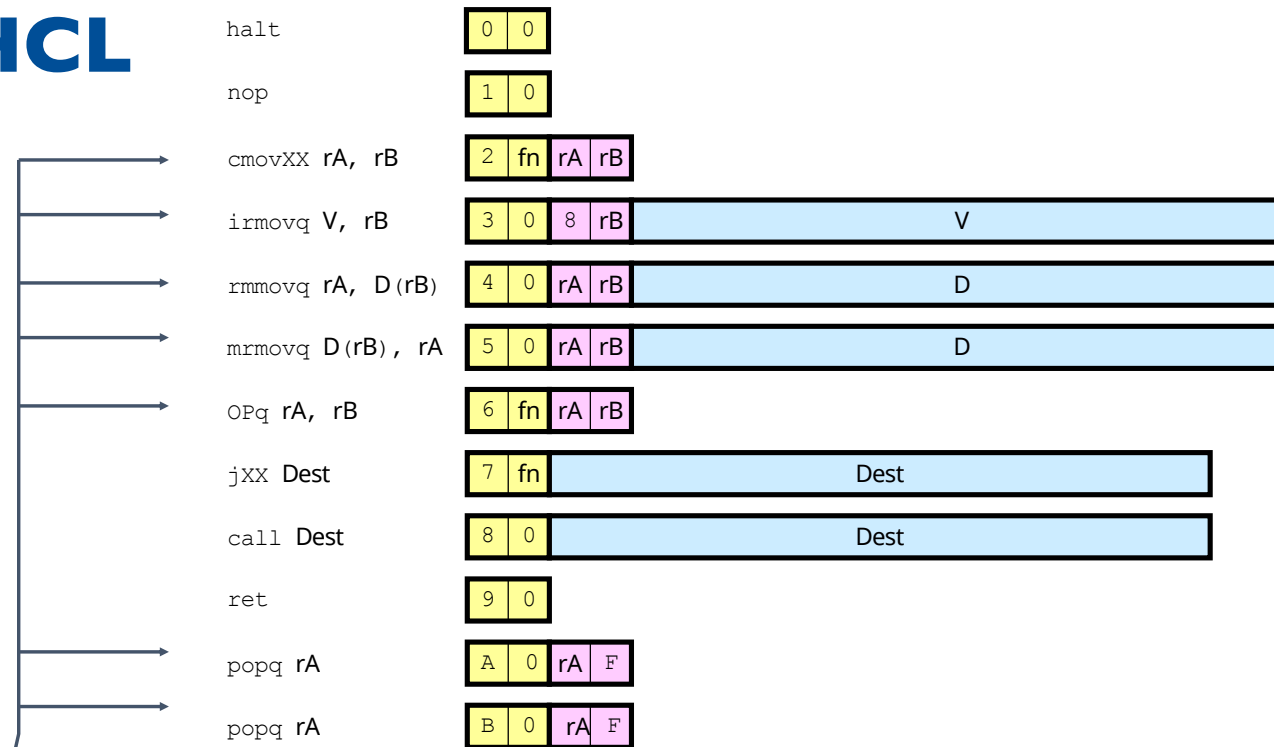 HCL
halt 0 0
nop 1 0
cmovXX rA, rB 2 fn rA rB
irmovq V, rB 3 0 8 rB V
rmmovq rA, D(rB) 4 0 rA rB D
mrmovq D(rB), rA 5 0 rA rB D
OPq rA, rB 6 fn rA rB
jXX Dest 7 fn Dest
call Dest 8 0 Dest
ret 9 0
popq rA A 0 rA F
popq rA B 0 rA F